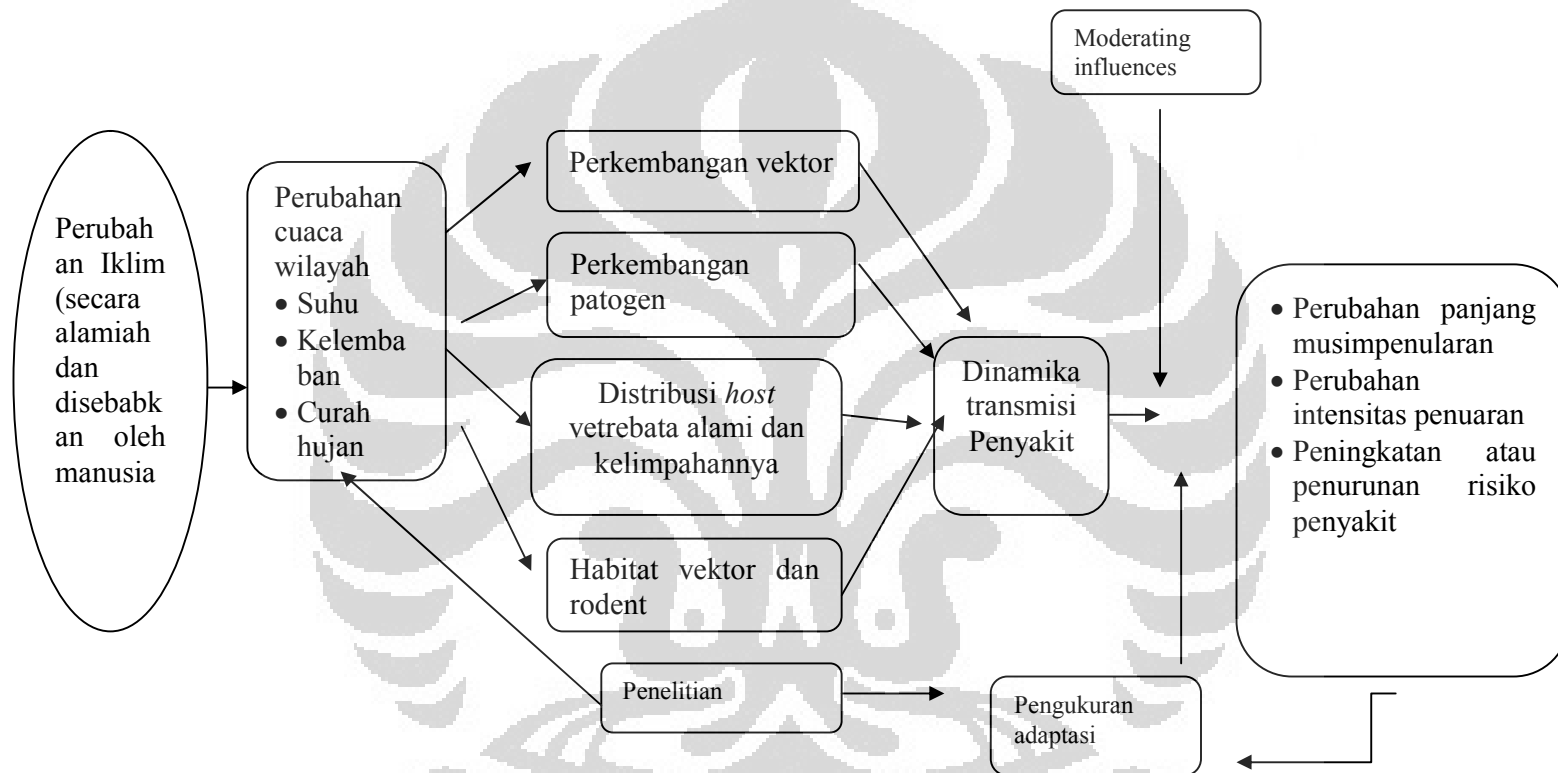 Moderating
influences
Perubah
an Iklim
(secara
alamiah
dan
disebabk
an oleh
manusia
Perubahan
cuaca
wilayah
• Suhu
• Kelemba
ban
• Curah
hujan
Perkembangan vektor
Perkembangan
patogen
Distribusi host
vetrebata alami dan
kelimpahannya
Habitat vektor dan
rodent
Penelitian
Dinamika
transmisi
Penyakit
Pengukuran
adaptasi
• Perubahan panjang
musimpenularan
• Perubahan
intensitas penuaran
• Peningkatan atau
penurunan risiko
penyakit